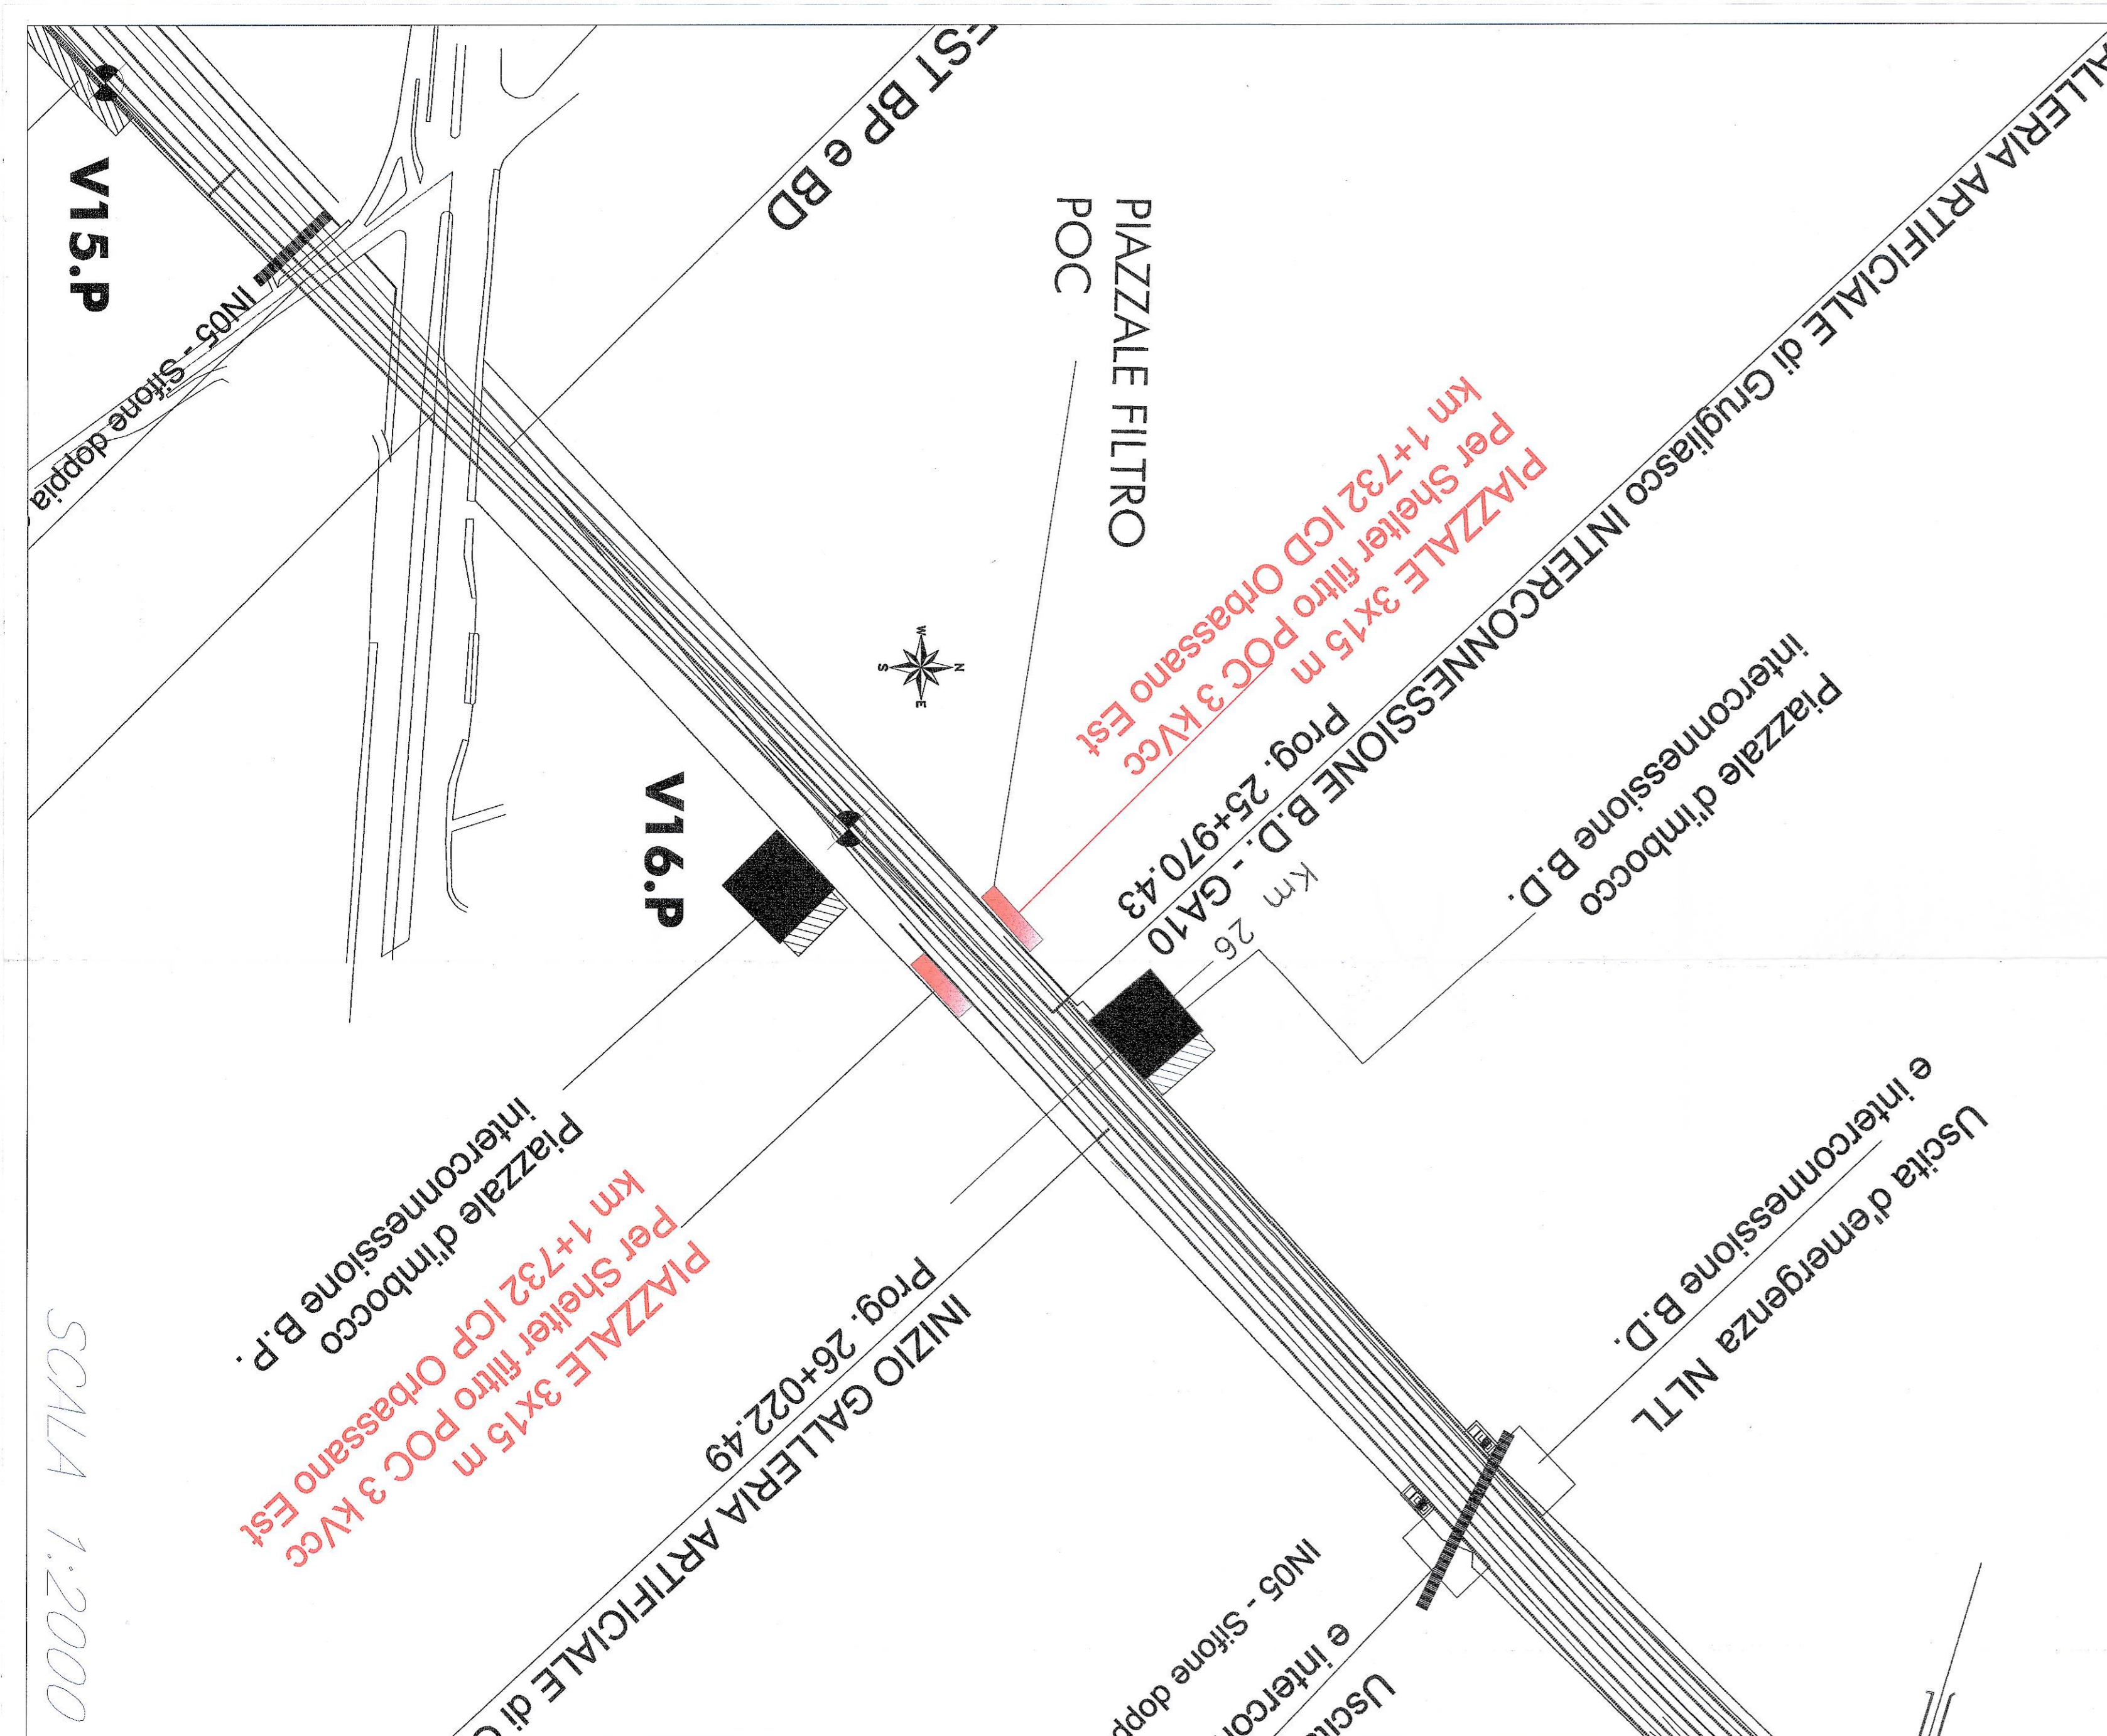 EST BP e BD
ALLERIA ARTIFICIALE di Grugliasco INTERCONNESSIONE B.D. - GA10
Prog. 25+970.43
Km 26
V15.P
IN05 - Sifone doppia
PIAZZALE FILTRO
POC
PIAZZALE 3x15 m
Per Shelter filtro POC 3 kVcc
km 1+732 ICD Orbassano Est
Piazzale d'imbocco
interconnessione B.D.
W
N
S
E
V16.P
Piazzale d'imbocco
interconnessione B.P.
PIAZZALE 3x15 m
Per Shelter filtro POC 3 kVcc
km 1+732 ICP Orbassano Est
INIZIO GALLERIA ARTIFICIALE di G
Prog. 26+022.49
Uscita d'emergenza NLTL
e interconnessione B.D.
IN05 - Sifone dopp
Uscita
e interco
SCALA 1:2000